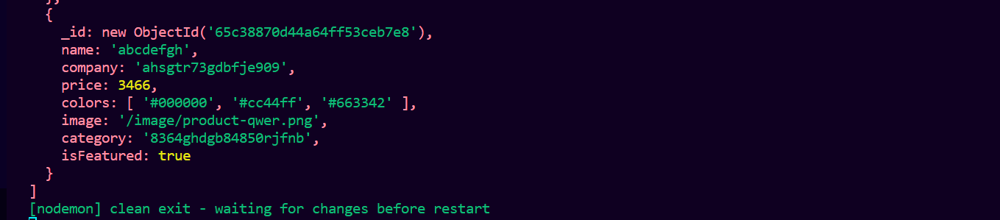 },
{
_id: new ObjectId('65c38870d44a64ff53ceb7e8'),
name: 'abcdefgh',
company: 'ahsgtr73gdbfje909',
price: 3466,
colors: [ '#000000', '#cc44ff', '#663342' ],
image: '/image/product-qwer.png',
category: '8364ghdgb84850rjfnb',
isFeatured: true
}
]
[nodemon] clean exit - waiting for changes before restart